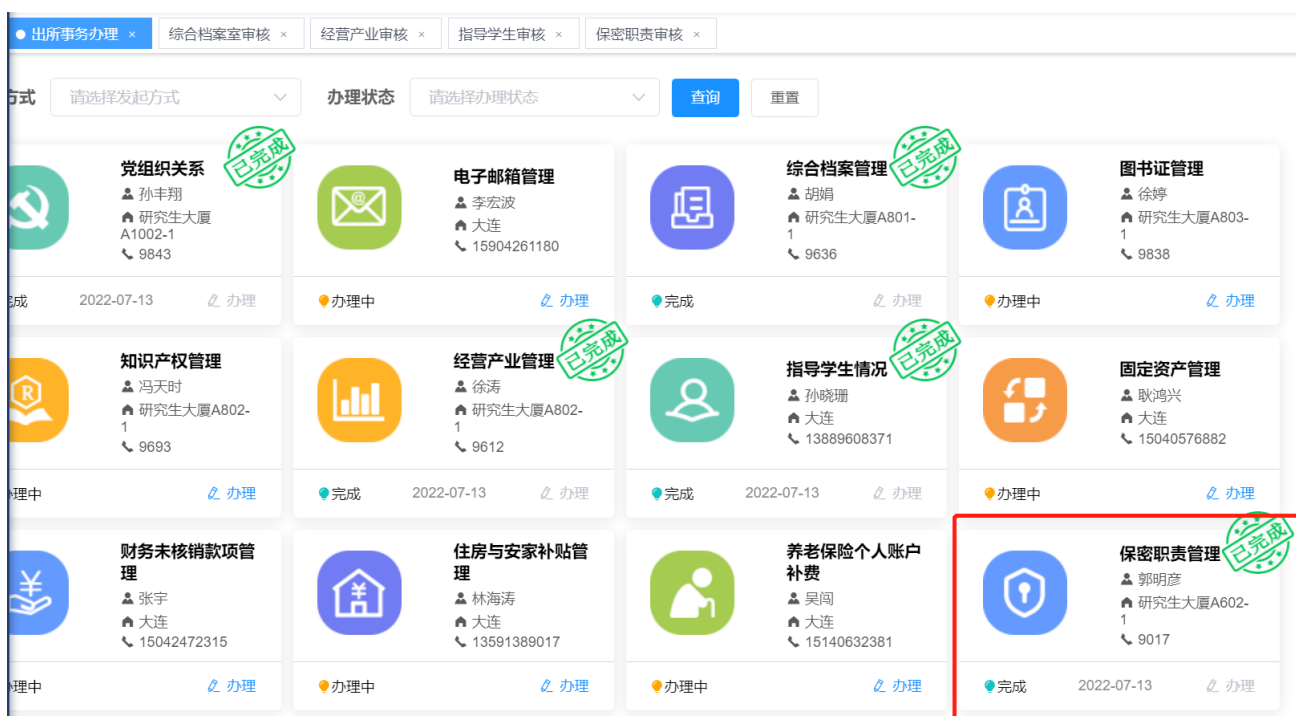 出所事务办理 ×
综合档案室审核 ×
经营产业审核 ×
指导学生审核 ×
保密职责审核 ×
方式
请选择发起方式
办理状态
请选择办理状态
查询
重置
党组织关系
已完成
孙丰翔
研究生大厦
A1002-1
9843
完成
2022-07-13
办理
电子邮箱管理
李宏波
大连
15904261180
办理中
办理
综合档案管理
已完成
胡娟
研究生大厦A801-
1
9636
完成
办理
图书证管理
徐婷
研究生大厦A803-
1
9838
办理中
办理
知识产权管理
冯天时
研究生大厦A802-
1
9693
办理中
办理
经营产业管理
已完成
徐涛
研究生大厦A802-
1
9612
完成
2022-07-13
办理
指导学生情况
已完成
孙晓珊
大连
13889608371
完成
2022-07-13
办理
固定资产管理
耿鸿兴
大连
15040576882
办理中
办理
财务未核销款项管
理
张宇
大连
15042472315
办理中
办理
住房与安家补贴管
理
林海涛
大连
13591389017
办理中
办理
养老保险个人账户
补费
吴闯
大连
15140632381
办理中
办理
保密职责管理
已完成
郭明彦
研究生大厦A602-
1
9017
完成
2022-07-13
办理